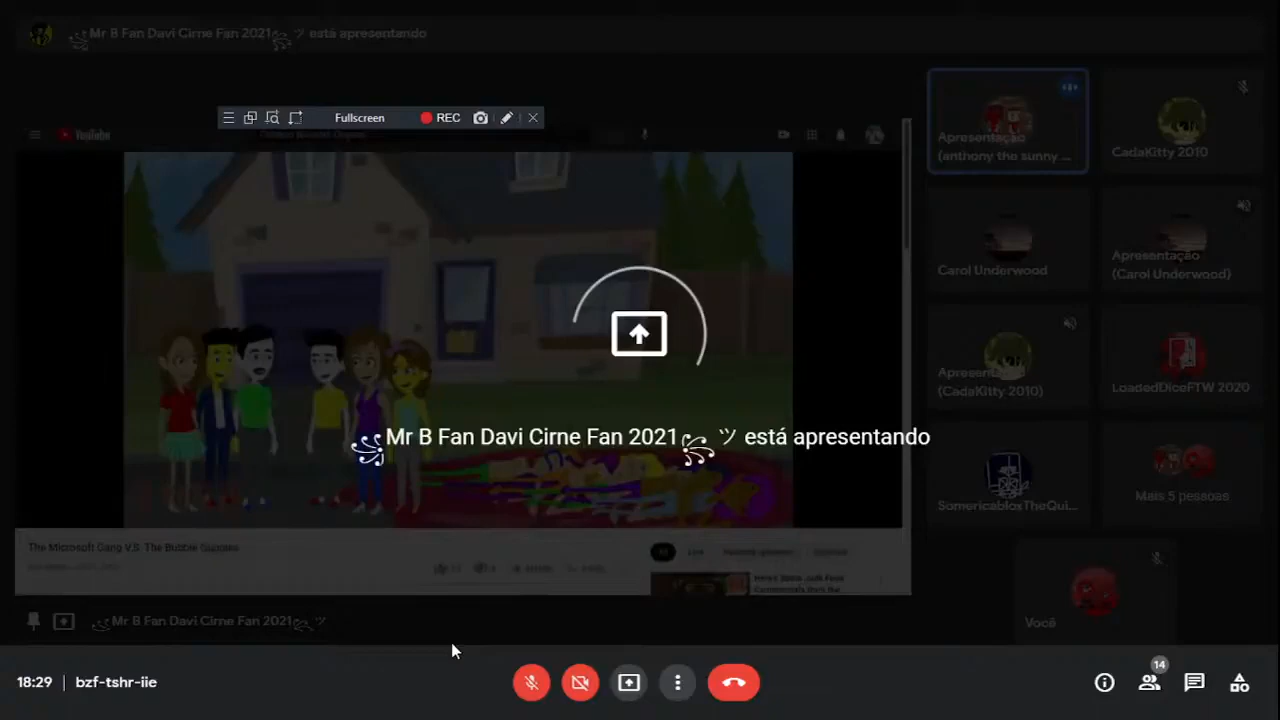 Mr B Fan Davi Cirne Fan 2021 ツ está apresentando
Fullscreen
REC
YouTube
Apresentação
(anthony the sunny ...
CadaKitty 2010
Carol Underwood
Apresentação
(Carol Underwood)
Apresentação
(CadaKitty 2010)
LoadedDiceFTW 2020
Mr B Fan Davi Cirne Fan 2021 ツ está apresentando
SomericabloxTheQui...
Mais 5 pessoas
The Microsoft Gang V.S. The Bubble Guppies
Você
Mr B Fan Davi Cirne Fan 2021 ツ
18:29 | bzf-tshr-iie
14